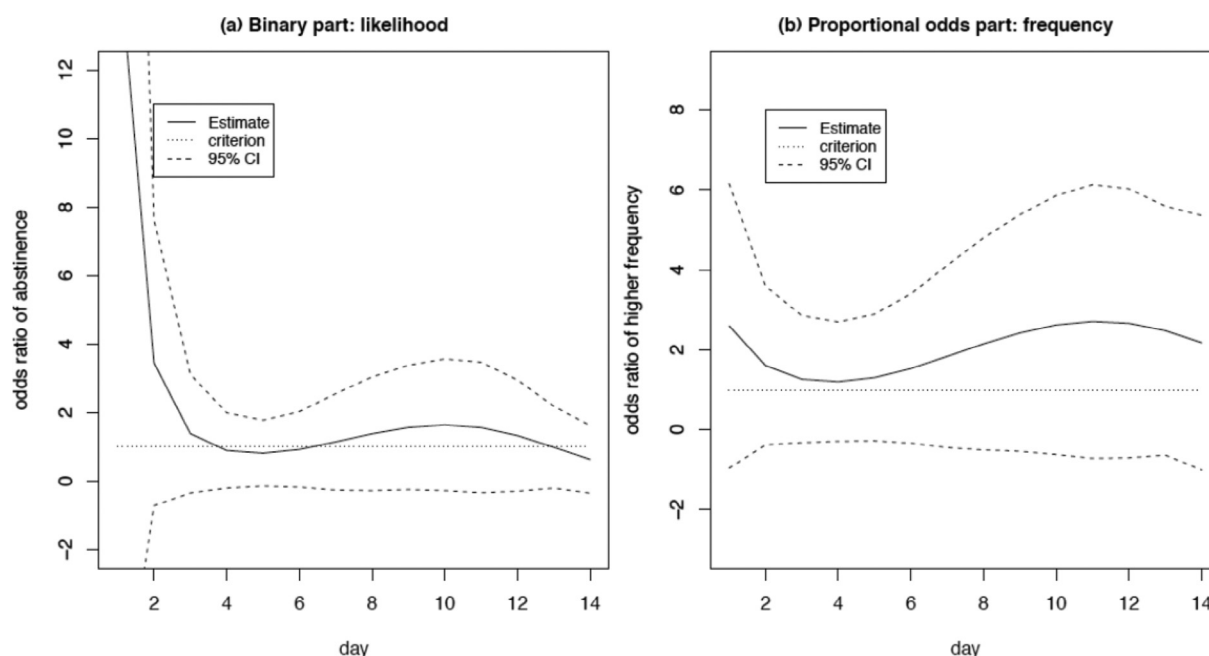 (a) Binary part: likelihood
odds ratio of abstinence
12
10
8
6
4
2
0
-2
Estimate
criterion
95% CI
2 4 6 8 10 12 14
day
(b) Proportional odds part: frequency
odds ratio of higher frequency
8
6
4
2
0
-2
Estimate
criterion
95% CI
2 4 6 8 10 12 14
day